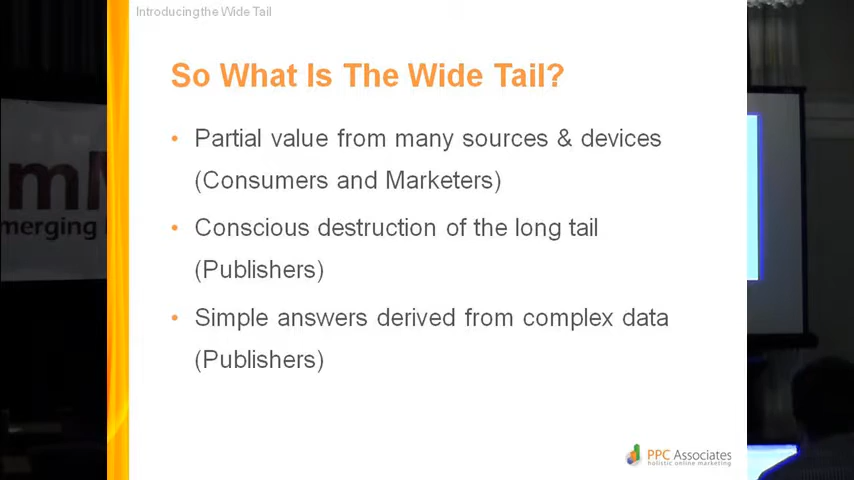 Introducing the Wide Tail
So What Is The Wide Tail?
• Partial value from many sources & devices
(Consumers and Marketers)
• Conscious destruction of the long tail
(Publishers)
• Simple answers derived from complex data
(Publishers)
PPC Associates
holistic online marketing
merging